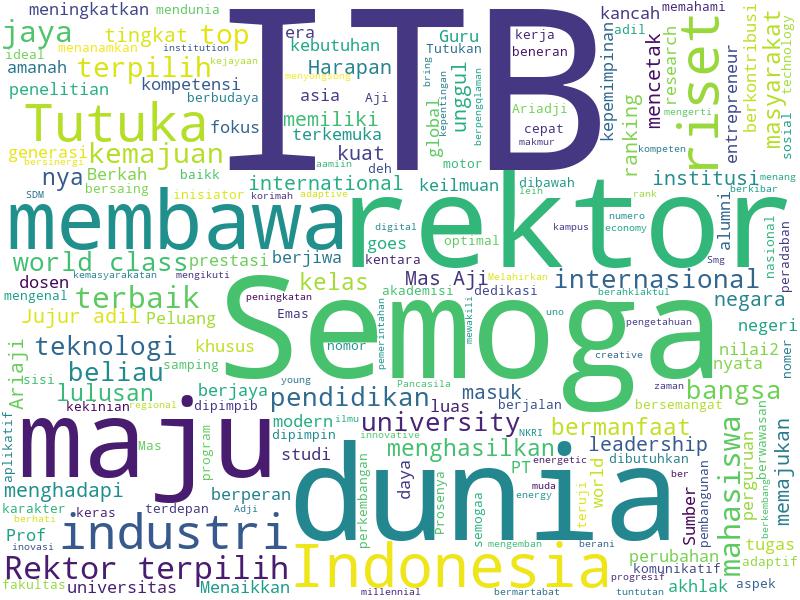 meningkatkan
mendunia
ITB
era
kebutuhan
Guru
Tutukan
kerja
beneran
kancah
memahami
adil
jaya
ideal
menanamkan
tingkat
top
institution
kejayaan
amanah
terpilih
Harapan
menyongsong
kepemimpinan
ranking
mencetak
research
riset
entrepreneur
berkontribusi
masyarakat
technology
sosial
penelitian
kompetensi
berbudaya
asia
Aji
memiliki
terkemuka
global
kepentingan
bring
unggul
berpengqlaman
Ariadji
cepat
makmur
Tutuka
fokus
generasi
bersinergi
kemajuan
kuat
aamiin
deh
motor
kompeten
mengerti
nya
Berkah
bersaing
baikk
international
keilmuan
dibawah
institusi
menang
berkibar
SDM
inisiator
korimah
adaptive
lein
rank
membawa
rektor
digital
goes
optimal
kampus
numero
economy
alumni
nasional
peradaban
world class
prestasi
berjiwa
kentara
Smg
dosen
kemasyarakatan
mengikuti
kelas
Mas Aji
Melahirkan
internasional
mengenal
terbaik
peningkatan
akademisi
dedikasi
berahklaktul
negara
Jujur adil
Peluang
Emas
Semoga
pemerintahan
mewakili
uno
pengetahuan
negeri
Ariaji
teknologi
khusus
nomor
creative
nilai2
nyata
nomer
sisi
beliau
samping
young
Pancasila
zaman
lulusan
berjaya
pendidikan
masuk
bangsa
kekinian
regional
dipimpib
luas
berjalan
bersemangat
aplikatif
maju
Mas
program
modern
ilmu
dipimpin
innovative
university
NKRI
bermanfaat
mahasiswa
perguruan
berkembang
berwawasan
memajukan
studi
menghasilkan
leadership
dibutuhkan
menghadapi
berperan
dunia
perkembangan
daya
Prosenya
PT
energetic
teruji
world
ber
Sumber
pembangunan
karakter
keras
terdepan
Adji
semogaa
muda
energy
berhati
Prof
inovasi
industri
mengemban
berani
perubahan
tugas
adaptif
komunikatif
Rektor terpilih
Indonesia
progresif
akhlak
aspek
fakultas
universitas
Menaikkan
millennial
bermartabat
tuntutan